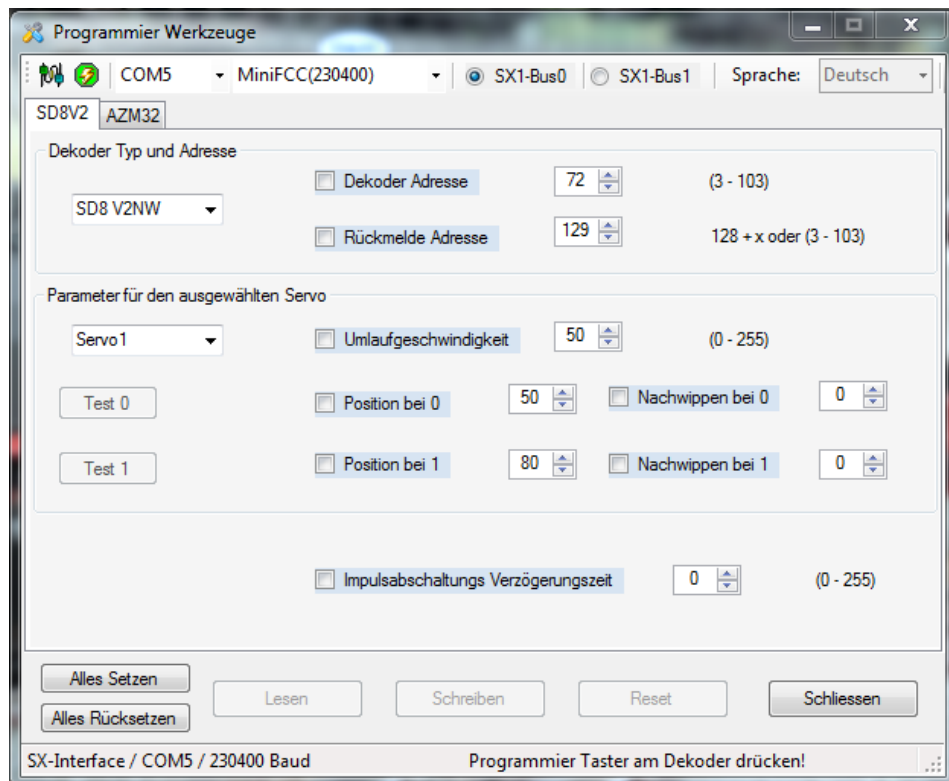 Programmier Werkzeuge
COM5 MiniFCC(230400) SX1-Bus0 SX1-Bus1 Sprache: Deutsch
SD8V2 AZM32
Dekoder Typ und Adresse
SD8 V2NW
Dekoder Adresse 72 (3 - 103)
Rückmelde Adresse 129 128 + x oder (3 - 103)
Parameter für den ausgewählten Servo
Servo1 Umlaufgeschwindigkeit 50 (0 - 255)
Test 0 Position bei 0 50 Nachwippen bei 0 0
Test 1 Position bei 1 80 Nachwippen bei 1 0
Impulsabschaltungs Verzögerungszeit 0 (0 - 255)
Alles Setzen
Lesen Schreiben Reset Schliessen
Alles Rücksetzen
SX-Interface / COM5 / 230400 Baud Programmier Taster am Dekoder drücken!